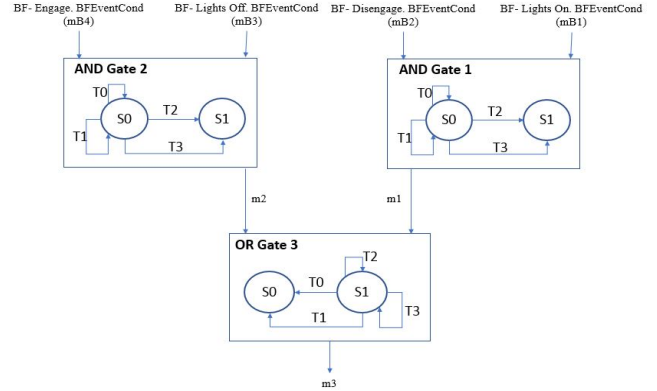 BF- Engage. BFEventCond
(mB4)
BF- Lights Off. BFEventCond
(mB3)
BF- Disengage. BFEventCond
(mB2)
BF- Lights On. BFEventCond
(mB1)
AND Gate 2
T0
S0
T2
S1
T1
T3
AND Gate 1
T0
S0
T2
S1
T1
T3
m2
m1
OR Gate 3
T2
S0
T0
S1
T1
T3
m3